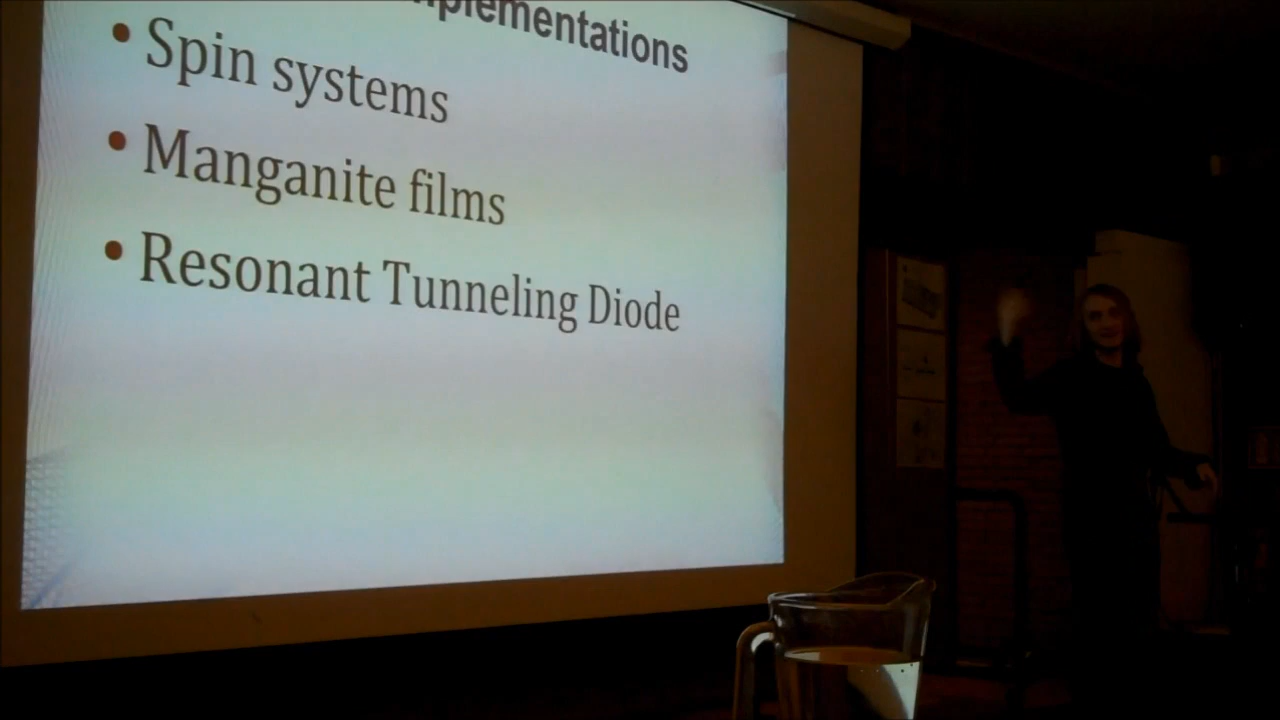 plementations
• Spin systems
• Manganite films
• Resonant Tunneling Diode